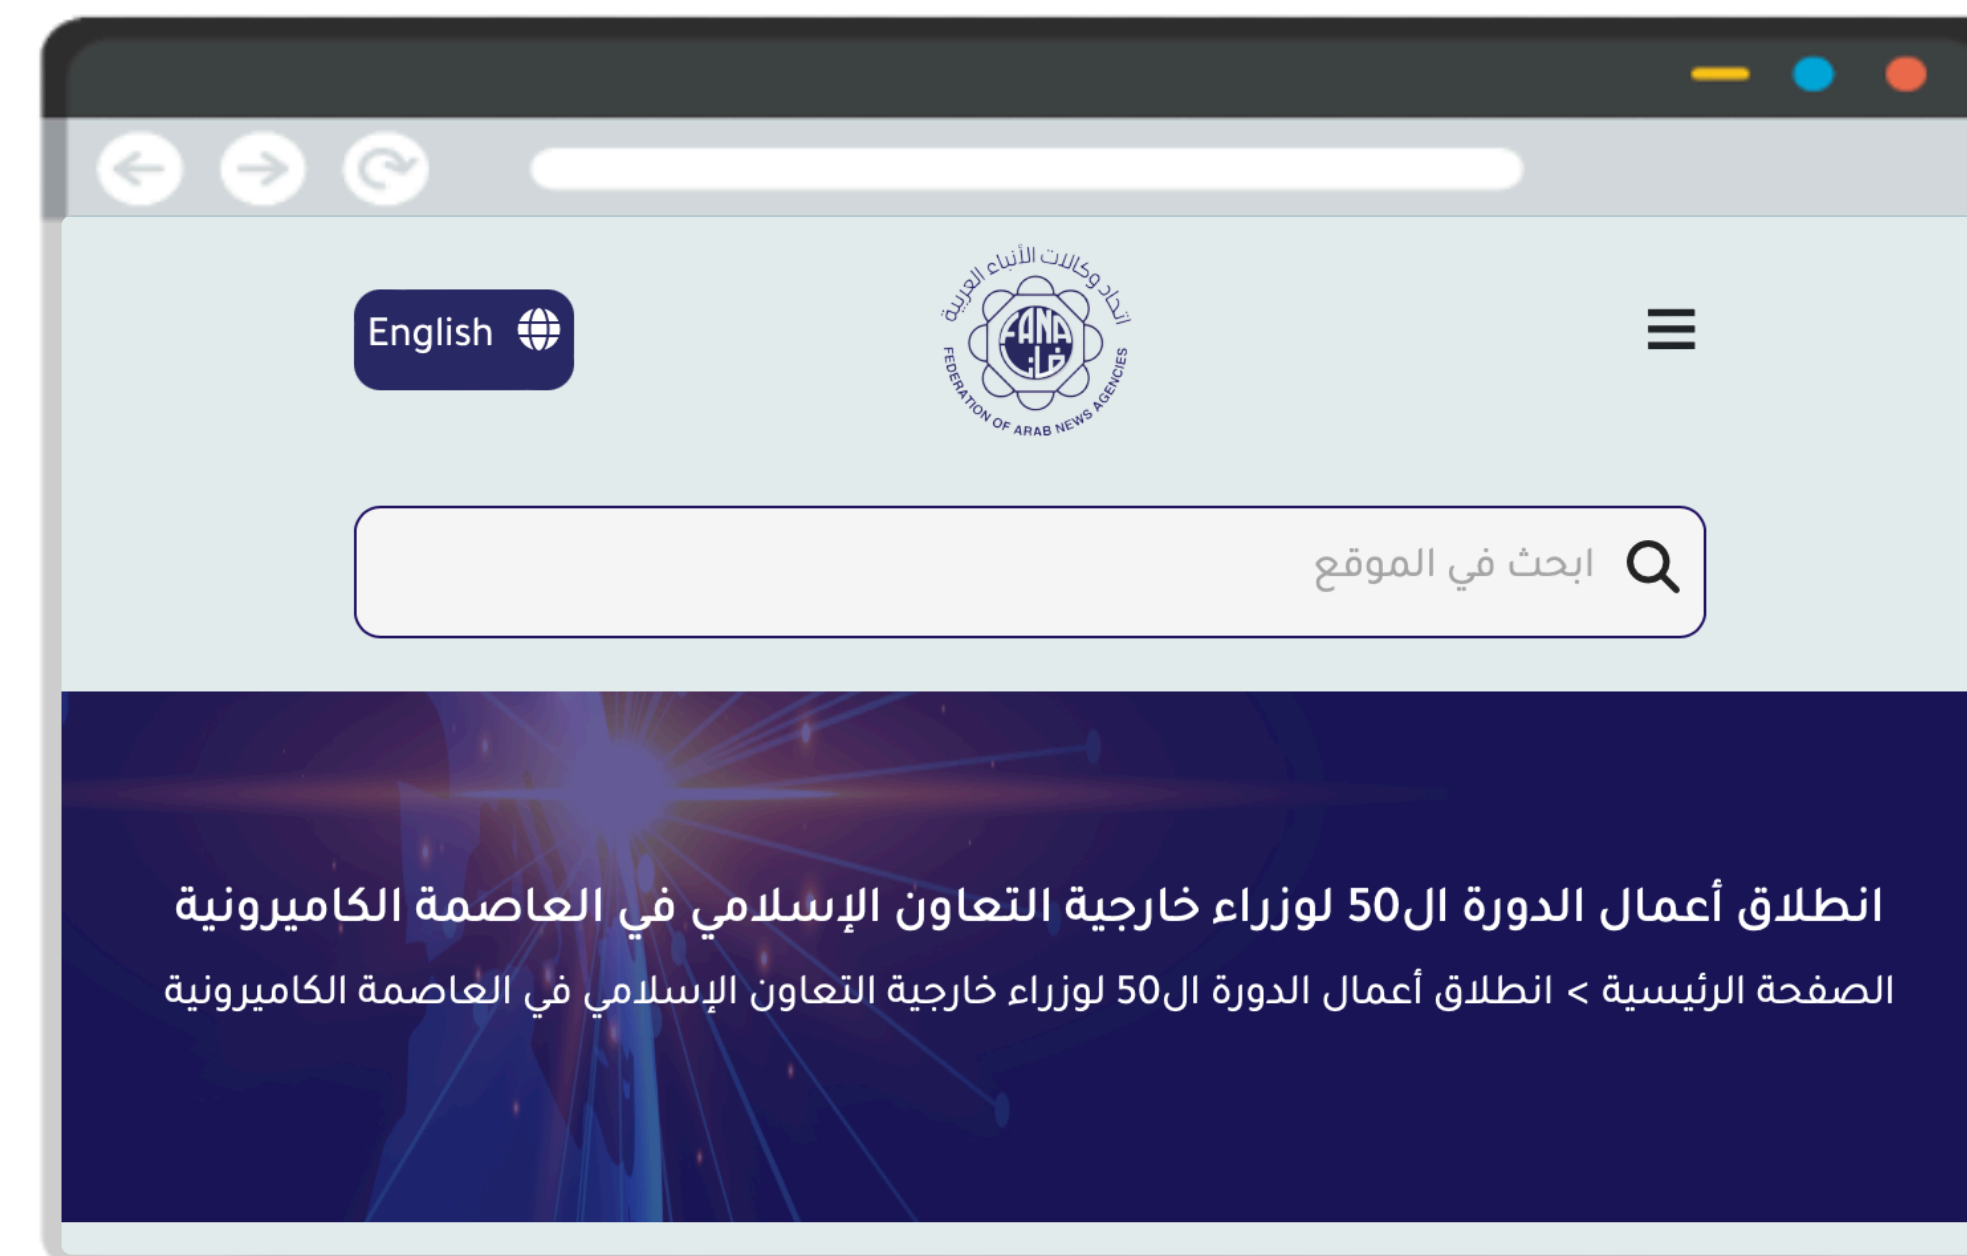 English
اتحاد وكالات الأنباء العربية
FANA
فانا
FEDERATION OF ARAB NEWS AGENCIES
ابحث في الموقع
انطلاق أعمال الدورة ال50 لوزراء خارجية التعاون الإسلامي في العاصمة الكاميرونية
الصفحة الرئيسية > انطلاق أعمال الدورة ال50 لوزراء خارجية التعاون الإسلامي في العاصمة الكاميرونية